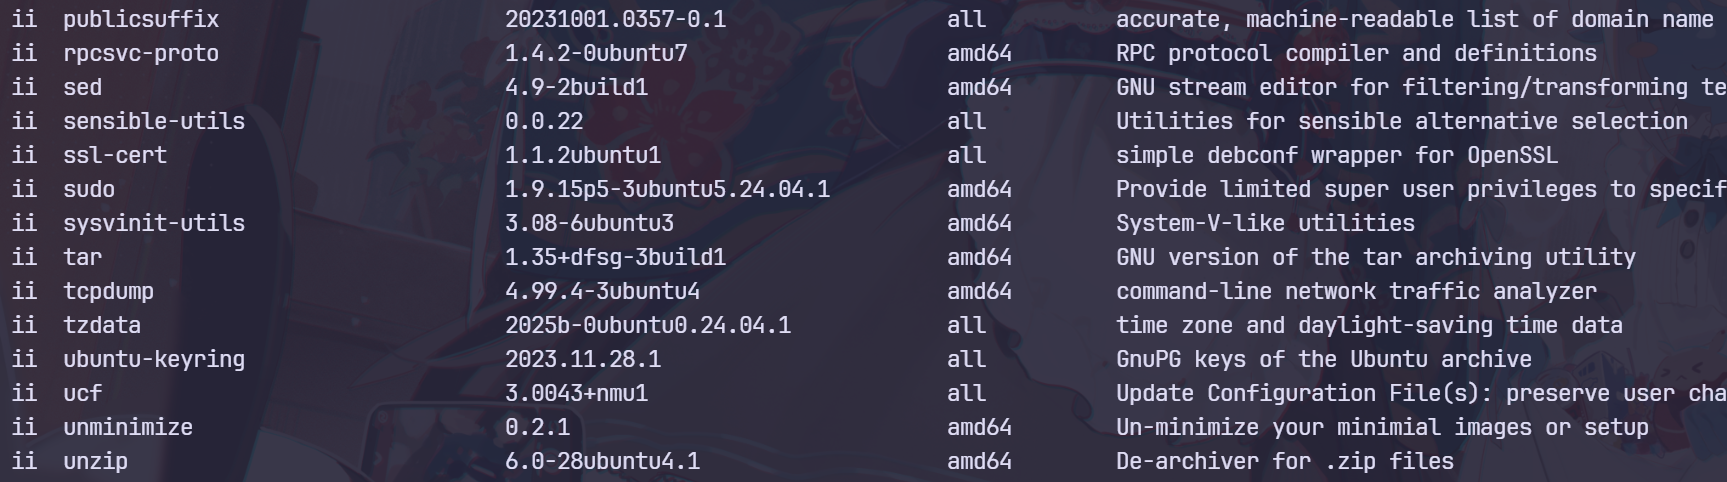 ii  publicsuffix  20231001.0357-0.1  all  accurate, machine-readable list of domain name
ii  rpcsvc-proto  1.4.2-0ubuntu7  amd64  RPC protocol compiler and definitions
ii  sed  4.9-2build1  amd64  GNU stream editor for filtering/transforming te
ii  sensible-utils  0.0.22  all  Utilities for sensible alternative selection
ii  ssl-cert  1.1.2ubuntu1  all  simple debconf wrapper for OpenSSL
ii  sudo  1.9.15p5-3ubuntu5.24.04.1  amd64  Provide limited super user privileges to specif
ii  sysvinit-utils  3.08-6ubuntu3  amd64  System-V-like utilities
ii  tar  1.35+dfsg-3build1  amd64  GNU version of the tar archiving utility
ii  tcpdump  4.99.4-3ubuntu4  amd64  command-line network traffic analyzer
ii  tzdata  2025b-0ubuntu0.24.04.1  all  time zone and daylight-saving time data
ii  ubuntu-keyring  2023.11.28.1  all  GnuPG keys of the Ubuntu archive
ii  ucf  3.0043+nmu1  all  Update Configuration File(s): preserve user cha
ii  unminimize  0.2.1  amd64  Un-minimize your minimial images or setup
ii  unzip  6.0-28ubuntu4.1  amd64  De-archiver for .zip files